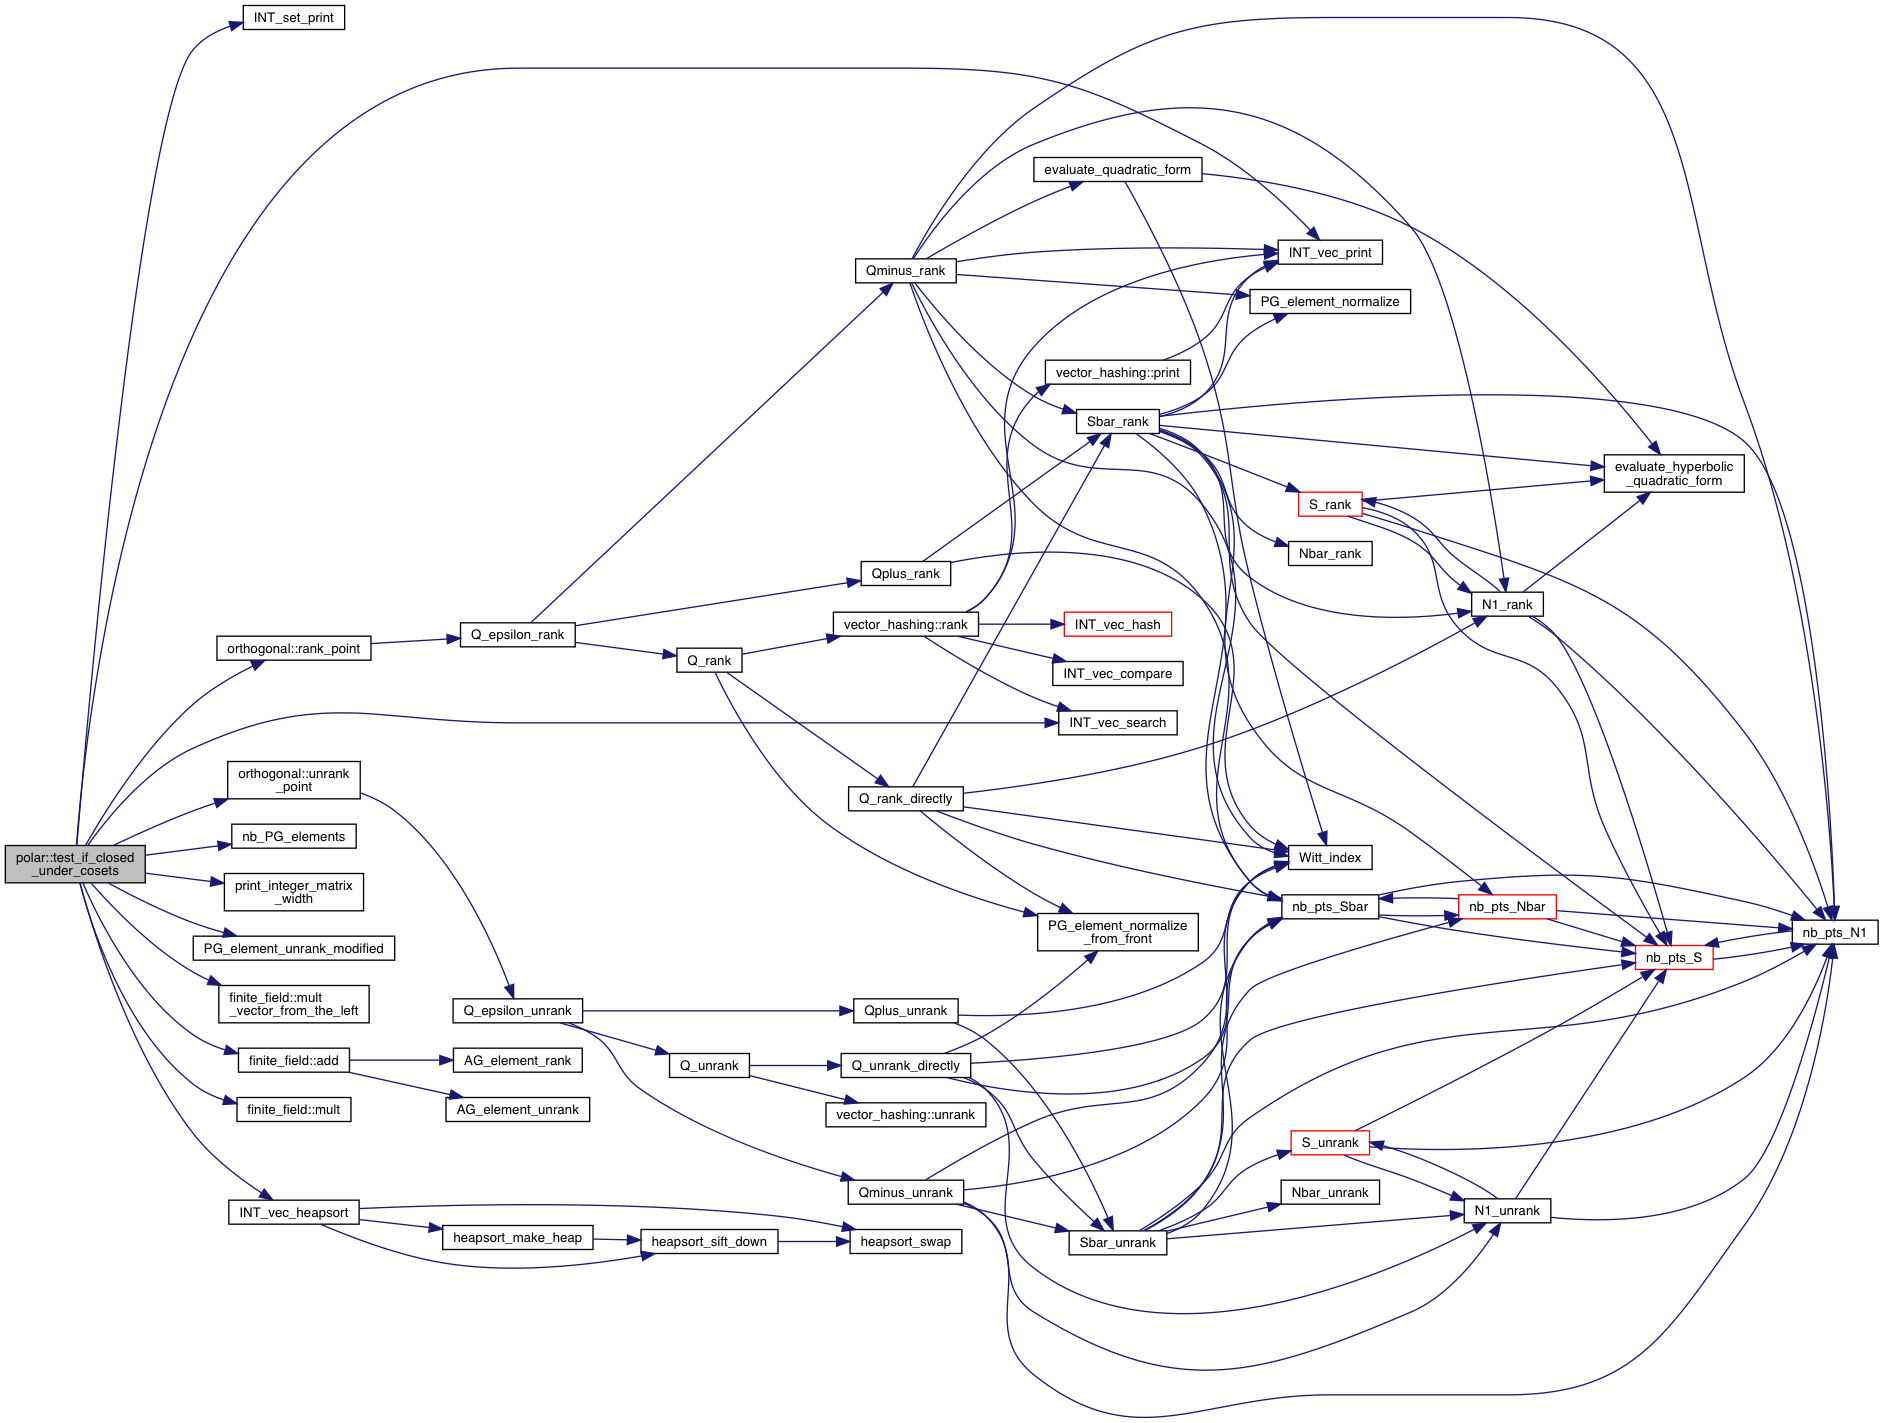 INT_set_print
evaluate_quadratic_form
INT_vec_print
Qminus_rank
PG_element_normalize
vector_hashing::print
Sbar_rank
evaluate_hyperbolic
_quadratic_form
S_rank
Nbar_rank
Qplus_rank
N1_rank
vector_hashing::rank
INT_vec_hash
Q_epsilon_rank
orthogonal::rank_point
Q_rank
INT_vec_compare
INT_vec_search
orthogonal::unrank
_point
Q_rank_directly
nb_PG_elements
polar::test_if_closed
_under_cosets
Witt_index
print_integer_matrix
_width
nb_pts_Sbar
nb_pts_Nbar
PG_element_normalize
_from_front
nb_pts_N1
PG_element_unrank_modified
nb_pts_S
finite_field::mult
_vector_from_the_left
Q_epsilon_unrank
Qplus_unrank
finite_field::add
AG_element_rank
Q_unrank
Q_unrank_directly
finite_field::mult
AG_element_unrank
vector_hashing::unrank
S_unrank
Qminus_unrank
Nbar_unrank
INT_vec_heapsort
N1_unrank
heapsort_make_heap
heapsort_sift_down
heapsort_swap
Sbar_unrank